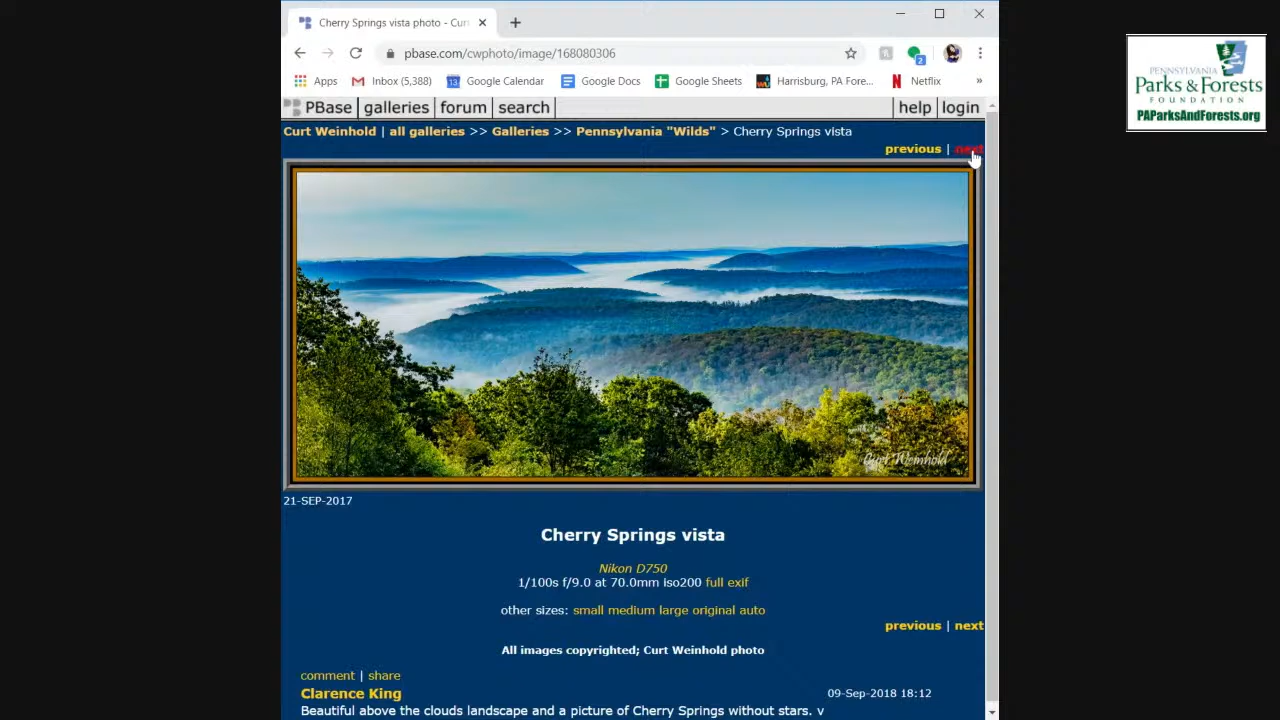 Cherry Springs vista photo - Cur
pbase.com/cwphoto/image/168080306
2
Apps Inbox (5,388) 13 Google Calendar Google Docs Google Sheets Harrisburg, PA Fore... N Netflix »
PBase galleries forum search help login
Curt Weinhold | all galleries >> Galleries >> Pennsylvania "Wilds" > Cherry Springs vista
previous | next
Curt Weinhold
21-SEP-2017
Cherry Springs vista
Nikon D750
1/100s f/9.0 at 70.0mm iso200 full exif
other sizes: small medium large original auto
previous | next
All images copyrighted; Curt Weinhold photo
comment | share
Clarence King 09-Sep-2018 18:12
Beautiful above the clouds landscape and a picture of Cherry Springs without stars. v
PENNSYLVANIA
Parks & Forests
FOUNDATION
PAParksAndForests.org